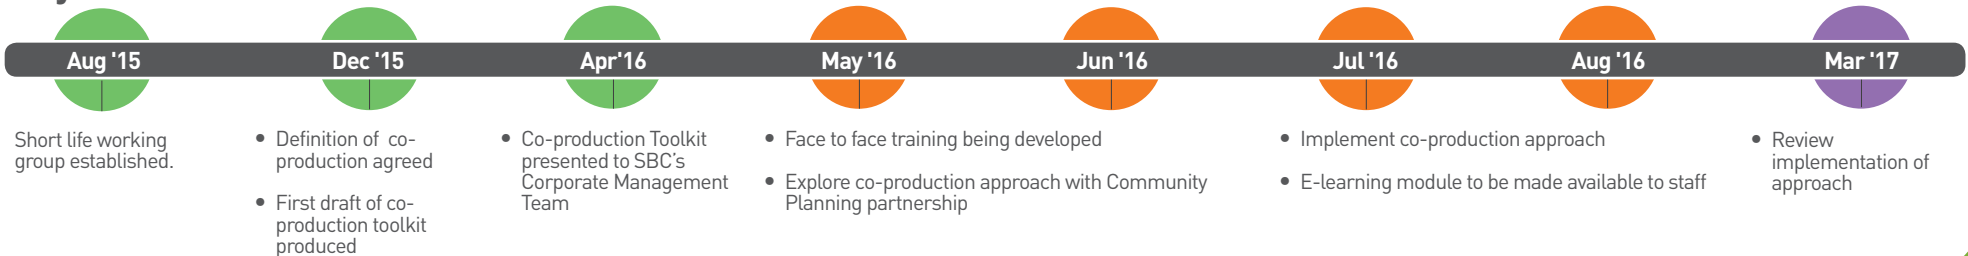 Aug '15
Dec '15
Apr'16
May '16
Jun '16
Jul '16
Aug '16
Mar '17
Short life working
group established.
• Definition of co-
production agreed
• First draft of co-
production toolkit
produced
• Co-production Toolkit
presented to SBC's
Corporate Management
Team
• Face to face training being developed
• Explore co-production approach with Community
Planning partnership
• Implement co-production approach
• E-learning module to be made available to staff
• Review
implementation of
approach